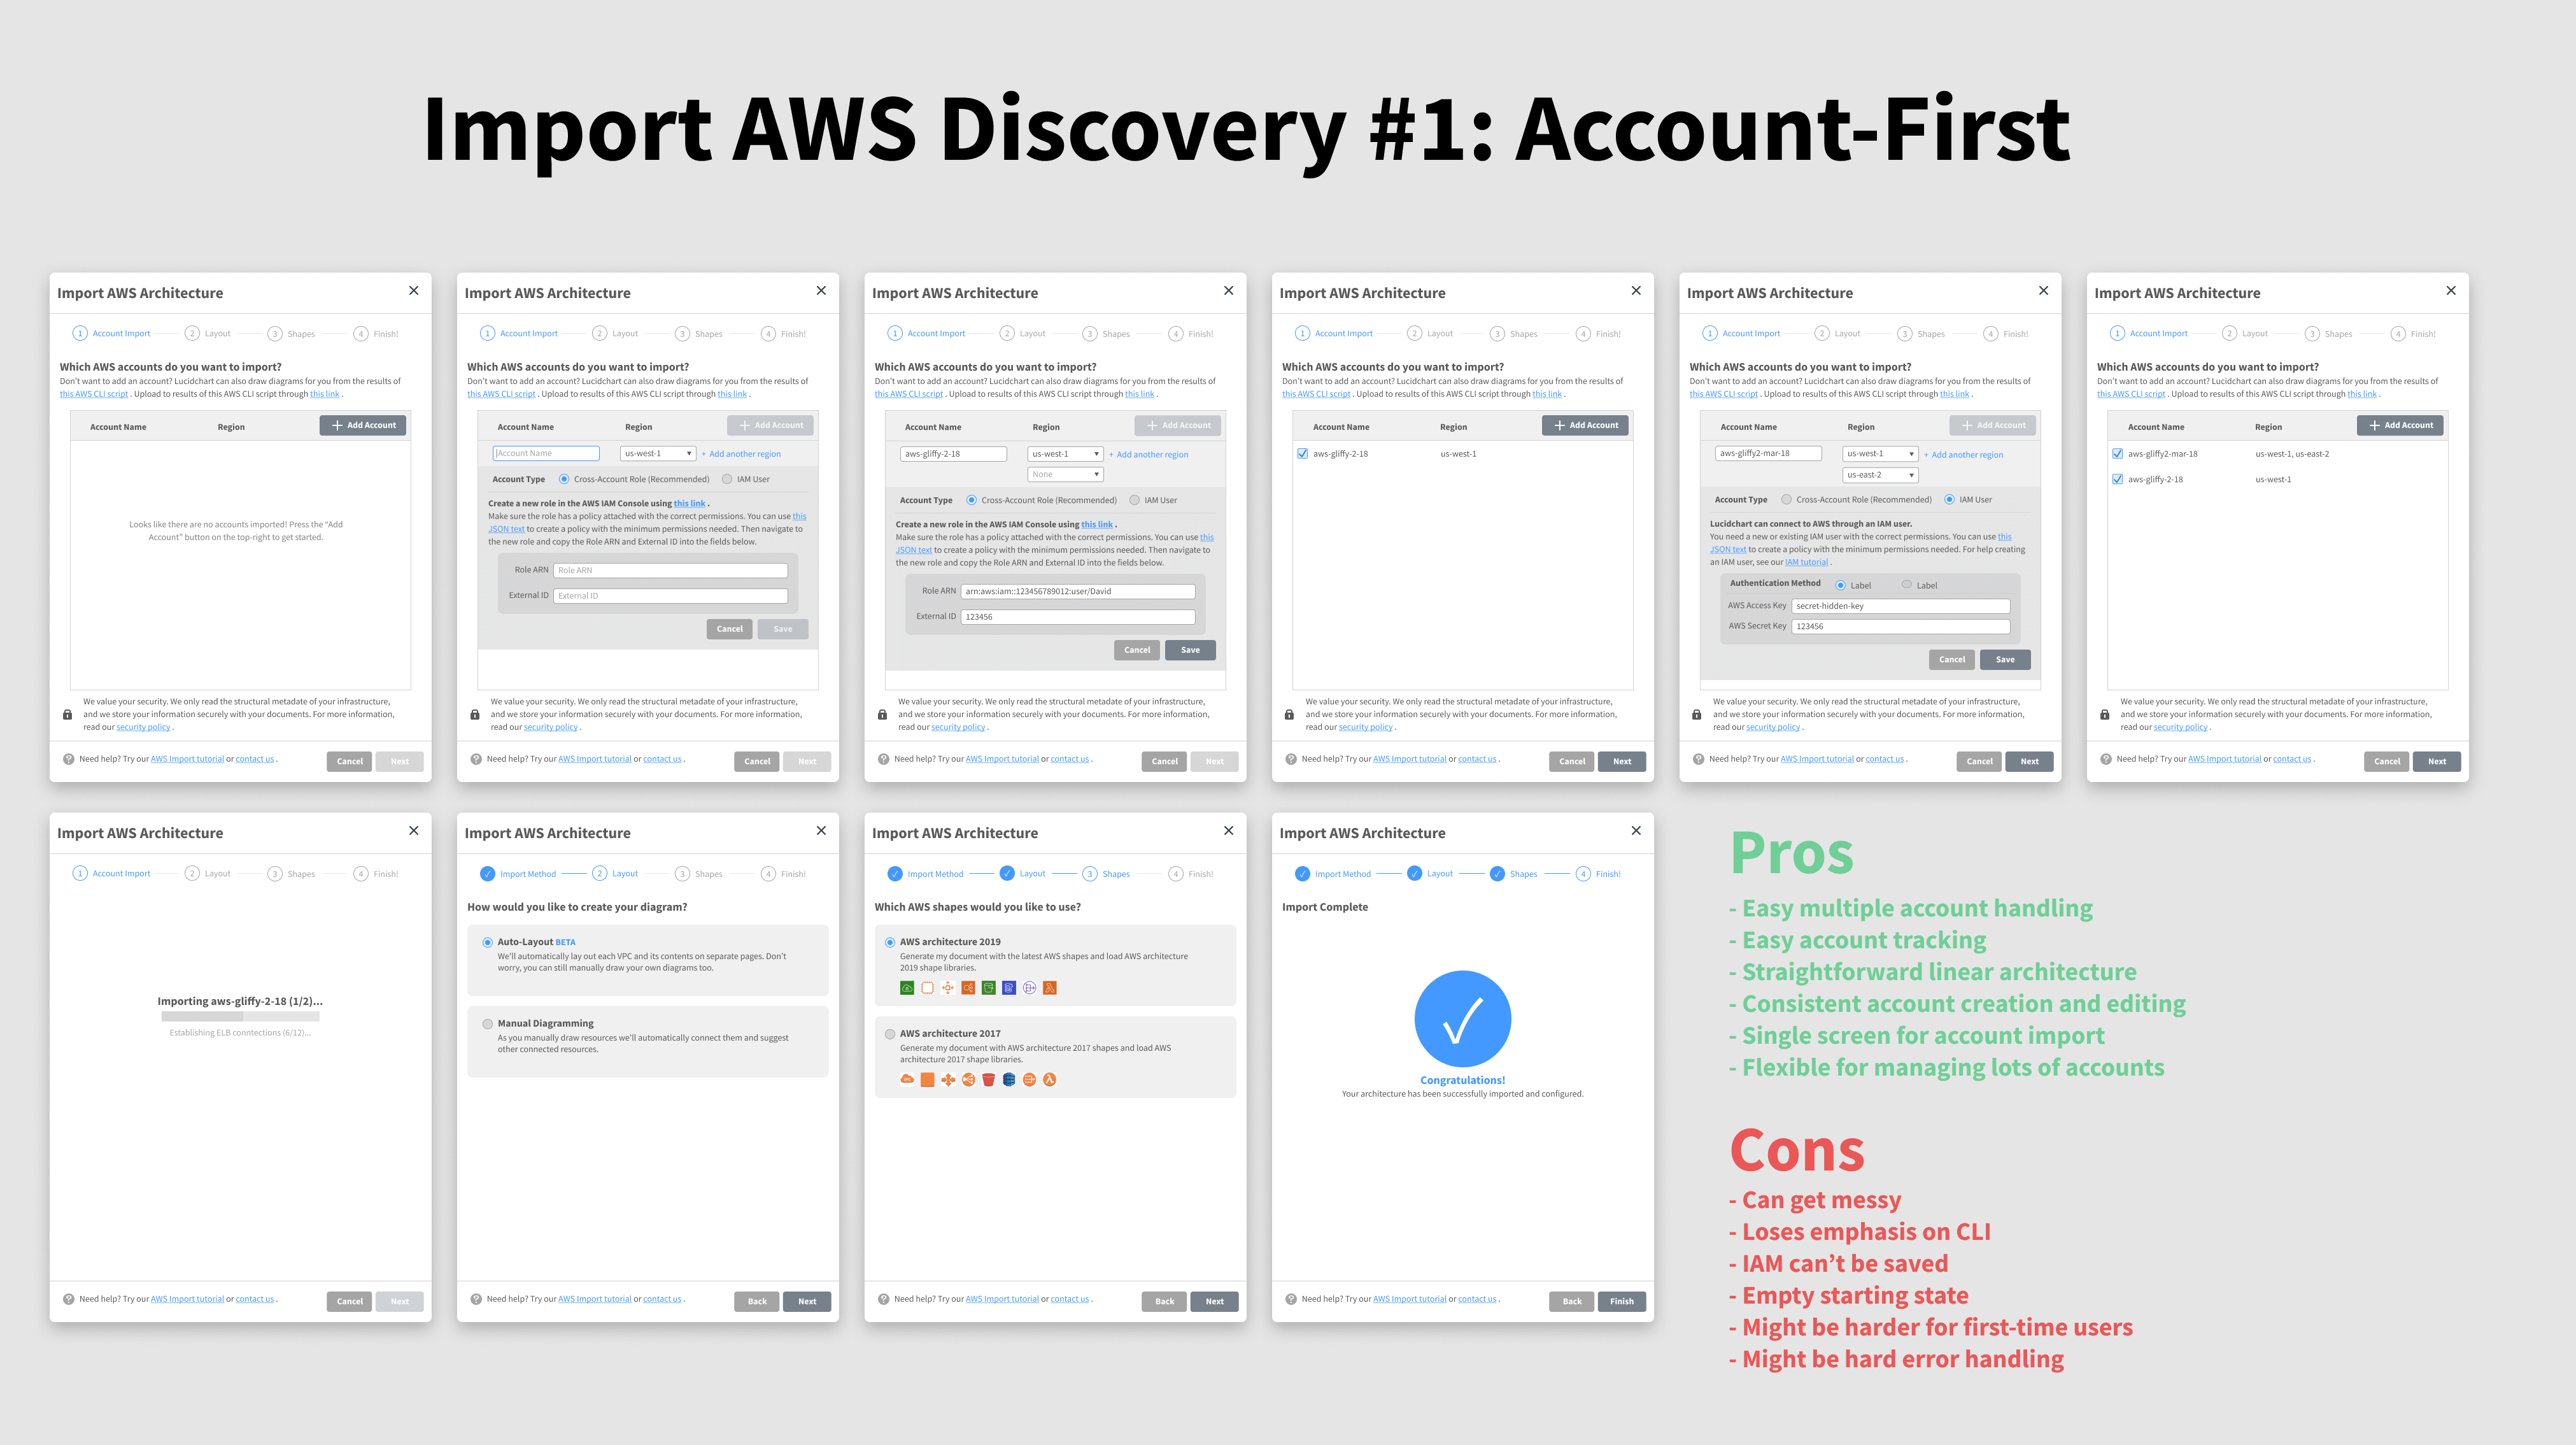 Import AWS Discovery #1: Account-First
Import AWS Architecture
1 Account Import 2 Layout 3 Shapes 4 Finish!
Which AWS accounts do you want to import?
Don't want to add an account? Lucidchart can also draw diagrams for you from the results of
this AWS CLI script . Upload to results of this AWS CLI script through this link .
Account Name Region + Add Account
Looks like there are no accounts imported! Press the "Add
Account" button on the top-right to get started.
We value your security. We only read the structural metadate of your infrastructure,
and we store your information securely with your documents. For more information,
read our security policy .
Need help? Try our AWS Import tutorial or contact us . Cancel Next
Import AWS Architecture
1 Account Import 2 Layout 3 Shapes 4 Finish!
Which AWS accounts do you want to import?
Don't want to add an account? Lucidchart can also draw diagrams for you from the results of
this AWS CLI script . Upload to results of this AWS CLI script through this link .
Account Name Region + Add Account
Account Name us-west-1 + Add another region
Account Type Cross-Account Role (Recommended) IAM User
Create a new role in the AWS IAM Console using this link .
Make sure the role has a policy attached with the correct permissions. You can use this
JSON text to create a policy with the minimum permissions needed. Then navigate to
the new role and copy the Role ARN and External ID into the fields below.
Role ARN Role ARN
External ID External ID
Cancel Save
We value your security. We only read the structural metadate of your infrastructure,
and we store your information securely with your documents. For more information,
read our security policy .
Need help? Try our AWS Import tutorial or contact us . Cancel Next
Import AWS Architecture
1 Account Import 2 Layout 3 Shapes 4 Finish!
Which AWS accounts do you want to import?
Don't want to add an account? Lucidchart can also draw diagrams for you from the results of
this AWS CLI script . Upload to results of this AWS CLI script through this link .
Account Name Region + Add Account
aws-gliffy-2-18 us-west-1 + Add another region
None
Account Type Cross-Account Role (Recommended) IAM User
Create a new role in the AWS IAM Console using this link .
Make sure the role has a policy attached with the correct permissions. You can use this
JSON text to create a policy with the minimum permissions needed. Then navigate to
the new role and copy the Role ARN and External ID into the fields below.
Role ARN arn:aws:iam::123456789012:user/David
External ID 123456
Cancel Save
We value your security. We only read the structural metadate of your infrastructure,
and we store your information securely with your documents. For more information,
read our security policy .
Need help? Try our AWS Import tutorial or contact us . Cancel Next
Import AWS Architecture
1 Account Import 2 Layout 3 Shapes 4 Finish!
Which AWS accounts do you want to import?
Don't want to add an account? Lucidchart can also draw diagrams for you from the results of
this AWS CLI script . Upload to results of this AWS CLI script through this link .
Account Name Region + Add Account
aws-gliffy-2-18 us-west-1
We value your security. We only read the structural metadate of your infrastructure,
and we store your information securely with your documents. For more information,
read our security policy .
Need help? Try our AWS Import tutorial or contact us . Cancel Next
Import AWS Architecture
1 Account Import 2 Layout 3 Shapes 4 Finish!
Which AWS accounts do you want to import?
Don't want to add an account? Lucidchart can also draw diagrams for you from the results of
this AWS CLI script . Upload to results of this AWS CLI script through this link .
Account Name Region + Add Account
aws-gliffy2-mar-18 us-west-1 + Add another region
us-east-2
Account Type Cross-Account Role (Recommended) IAM User
Lucidchart can connect to AWS through an IAM user.
You need a new or existing IAM user with the correct permissions. You can use this
JSON text to create a policy with the minimum permissions needed. For help creating
an IAM user, see our IAM tutorial .
Authentication Method Label Label
AWS Access Key secret-hidden-key
AWS Secret Key 123456
Cancel Save
We value your security. We only read the structural metadate of your infrastructure,
and we store your information securely with your documents. For more information,
read our security policy .
Need help? Try our AWS Import tutorial or contact us . Cancel Next
Import AWS Architecture
1 Account Import 2 Layout 3 Shapes 4 Finish!
Which AWS accounts do you want to import?
Don't want to add an account? Lucidchart can also draw diagrams for you from the results of
this AWS CLI script . Upload to results of this AWS CLI script through this link .
Account Name Region + Add Account
aws-gliffy2-mar-18 us-west-1, us-east-2
aws-gliffy-2-18 us-west-1
We value your security. We only read the structural metadate of your infrastructure,
and we store your information securely with your documents. For more information,
read our security policy .
Need help? Try our AWS Import tutorial or contact us . Cancel Next
Import AWS Architecture
1 Account Import 2 Layout 3 Shapes 4 Finish!
Importing aws-gliffy-2-18 (1/2)...
Establishing ELB conntections (6/12)...
Need help? Try our AWS Import tutorial or contact us . Cancel Next
Import AWS Architecture
Import Method 2 Layout 3 Shapes 4 Finish!
How would you like to create your diagram?
Auto-Layout BETA
We'll automatically lay out each VPC and its contents on separate pages. Don't
worry, you can still manually draw your own diagrams too.
Manual Diagramming
As you manually draw resources we'll automatically connect them and suggest
other connected resources.
Need help? Try our AWS Import tutorial or contact us . Back Next
Import AWS Architecture
Import Method Layout 3 Shapes 4 Finish!
Which AWS shapes would you like to use?
AWS architecture 2019
Generate my document with the latest AWS shapes and load AWS architecture
2019 shape libraries.
AWS architecture 2017
Generate my document with AWS architecture 2017 shapes and load AWS
architecture 2017 shape libraries.
Need help? Try our AWS Import tutorial or contact us . Back Next
Import AWS Architecture
Import Method Layout Shapes 4 Finish!
Import Complete
Congratulations!
Your architecture has been successfully imported and configured.
Need help? Try our AWS Import tutorial or contact us . Back Finish
Pros
- Easy multiple account handling
- Easy account tracking
- Straightforward linear architecture
- Consistent account creation and editing
- Single screen for account import
- Flexible for managing lots of accounts
Cons
- Can get messy
- Loses emphasis on CLI
- IAM can't be saved
- Empty starting state
- Might be harder for first-time users
- Might be hard error handling